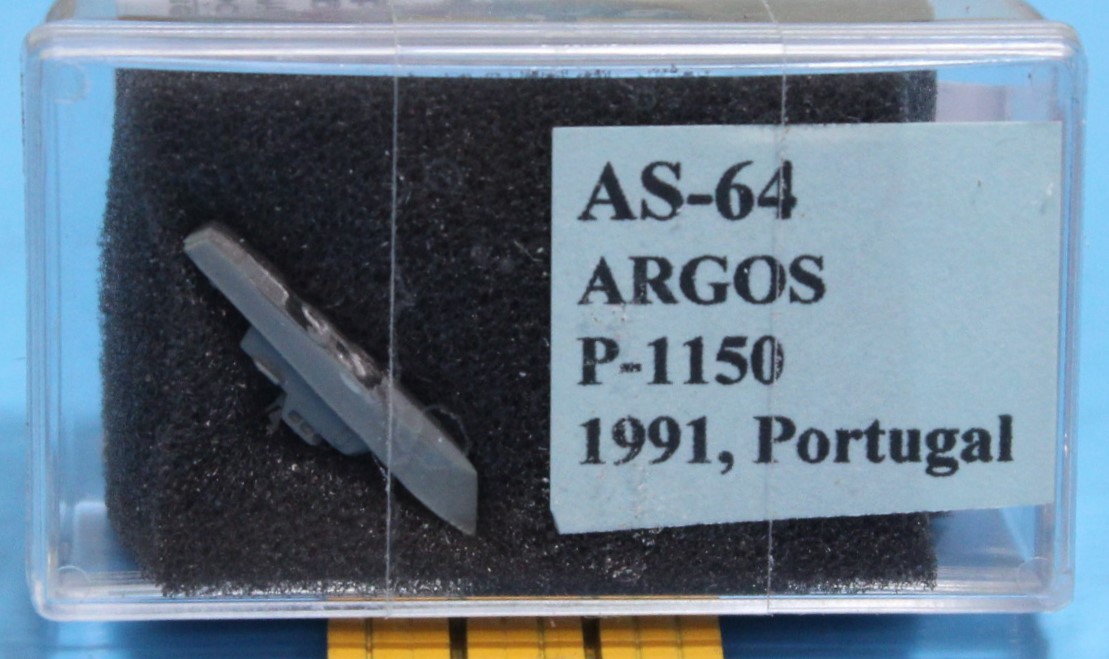 AS-64
ARGOS
P-1150
1991, Portugal